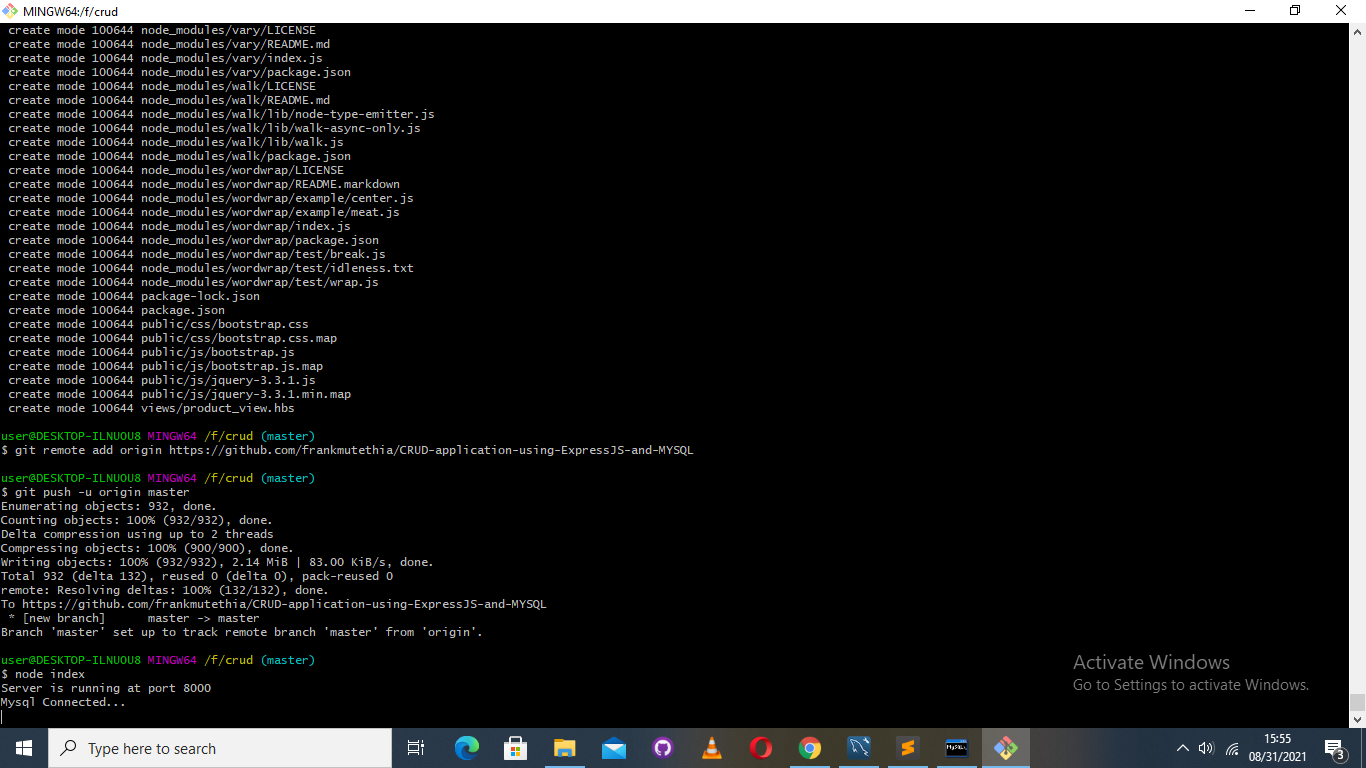 MINGW64:/f/crud
create mode 100644 node_modules/vary/LICENSE
create mode 100644 node_modules/vary/README.md
create mode 100644 node_modules/vary/index.js
create mode 100644 node_modules/vary/package.json
create mode 100644 node_modules/walk/LICENSE
create mode 100644 node_modules/walk/README.md
create mode 100644 node_modules/walk/lib/node-type-emitter.js
create mode 100644 node_modules/walk/lib/walk-async-only.js
create mode 100644 node_modules/walk/lib/walk.js
create mode 100644 node_modules/walk/package.json
create mode 100644 node_modules/wordwrap/LICENSE
create mode 100644 node_modules/wordwrap/README.markdown
create mode 100644 node_modules/wordwrap/example/center.js
create mode 100644 node_modules/wordwrap/example/meat.js
create mode 100644 node_modules/wordwrap/index.js
create mode 100644 node_modules/wordwrap/package.json
create mode 100644 node_modules/wordwrap/test/break.js
create mode 100644 node_modules/wordwrap/test/idleness.txt
create mode 100644 node_modules/wordwrap/test/wrap.js
create mode 100644 package-lock.json
create mode 100644 package.json
create mode 100644 public/css/bootstrap.css
create mode 100644 public/css/bootstrap.css.map
create mode 100644 public/js/bootstrap.js
create mode 100644 public/js/bootstrap.js.map
create mode 100644 public/js/jquery-3.3.1.js
create mode 100644 public/js/jquery-3.3.1.min.map
create mode 100644 views/product_view.hbs
user@DESKTOP-ILNUOU8 MINGW64 /f/crud (master)
$ git remote add origin https://github.com/frankmutethia/CRUD-application-using-ExpressJS-and-MYSQL
user@DESKTOP-ILNUOU8 MINGW64 /f/crud (master)
$ git push -u origin master
Enumerating objects: 932, done.
Counting objects: 100% (932/932), done.
Delta compression using up to 2 threads
Compressing objects: 100% (900/900), done.
Writing objects: 100% (932/932), 2.14 MiB | 83.00 KiB/s, done.
Total 932 (delta 132), reused 0 (delta 0), pack-reused 0
remote: Resolving deltas: 100% (132/132), done.
To https://github.com/frankmutethia/CRUD-application-using-ExpressJS-and-MYSQL
* [new branch]      master -> master
Branch 'master' set up to track remote branch 'master' from 'origin'.
user@DESKTOP-ILNUOU8 MINGW64 /f/crud (master)
$ node index
Server is running at port 8000
Mysql Connected...
Activate Windows
Go to Settings to activate Windows.
Type here to search
MySQL
15:55
08/31/2021
3